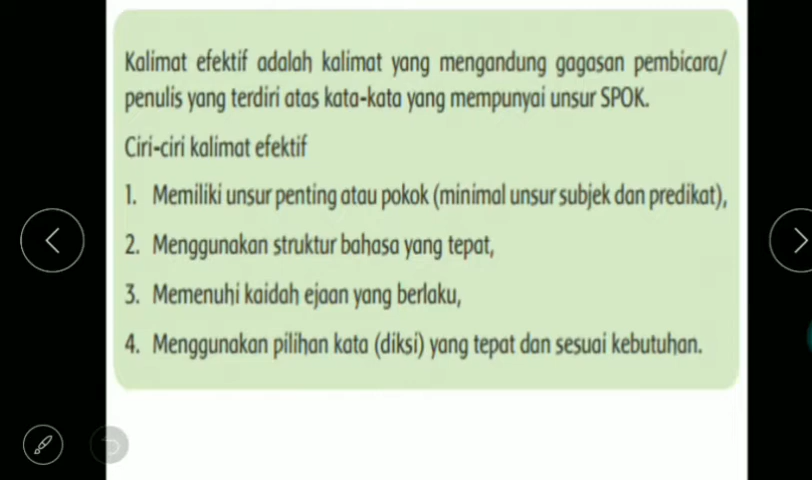 Kalimat efektif adalah kalimat yang mengandung gagasan pembicara/
penulis yang terdiri atas kata-kata yang mempunyai unsur SPOK.
Ciri-ciri kalimat efektif
1. Memiliki unsur penting atau pokok (minimal unsur subjek dan predikat),
2. Menggunakan struktur bahasa yang tepat,
3. Memenuhi kaidah ejaan yang berlaku,
4. Menggunakan pilihan kata (diksi) yang tepat dan sesuai kebutuhan.